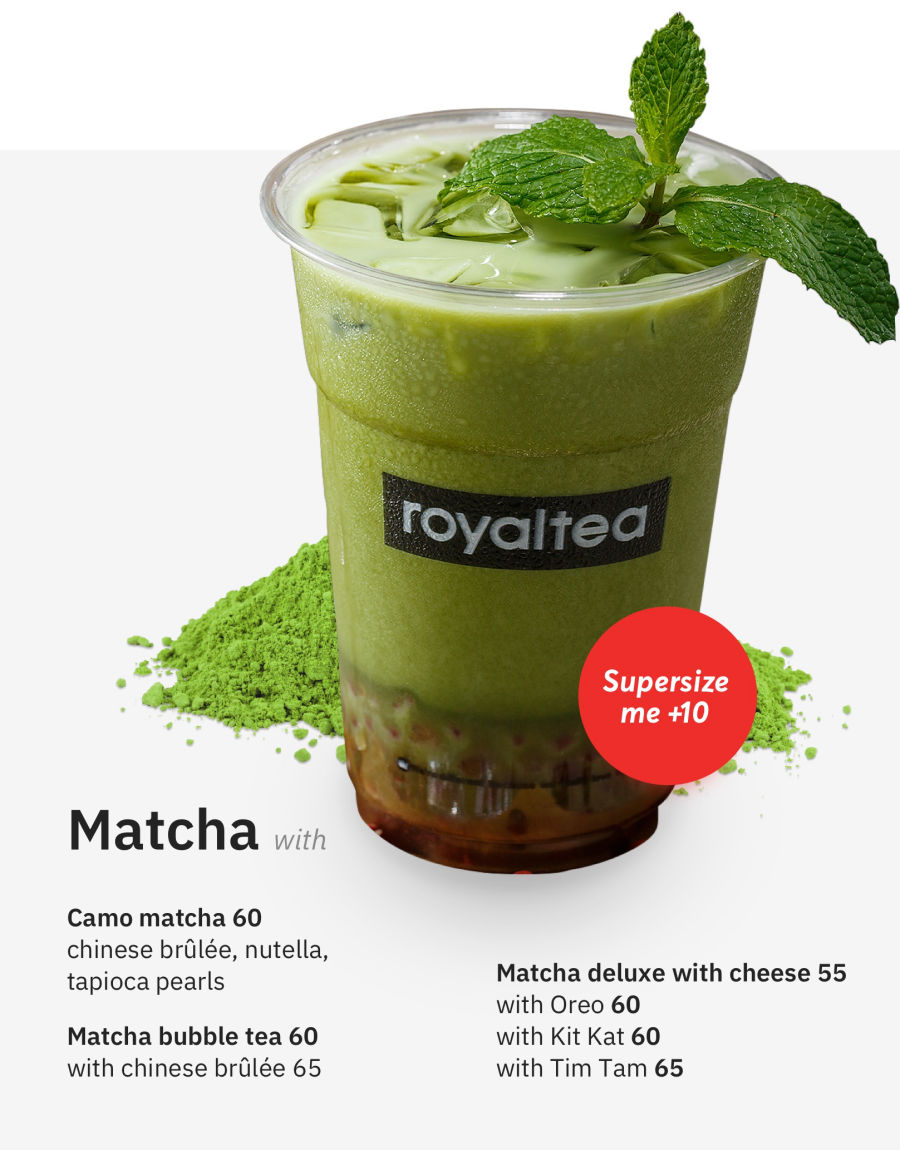 royaltea
Supersize
me +10
Matcha with
Camo matcha 60
chinese brûlée, nutella,
tapioca pearls
Matcha bubble tea 60
with chinese brûlée 65
Matcha deluxe with cheese 55
with Oreo 60
with Kit Kat 60
with Tim Tam 65